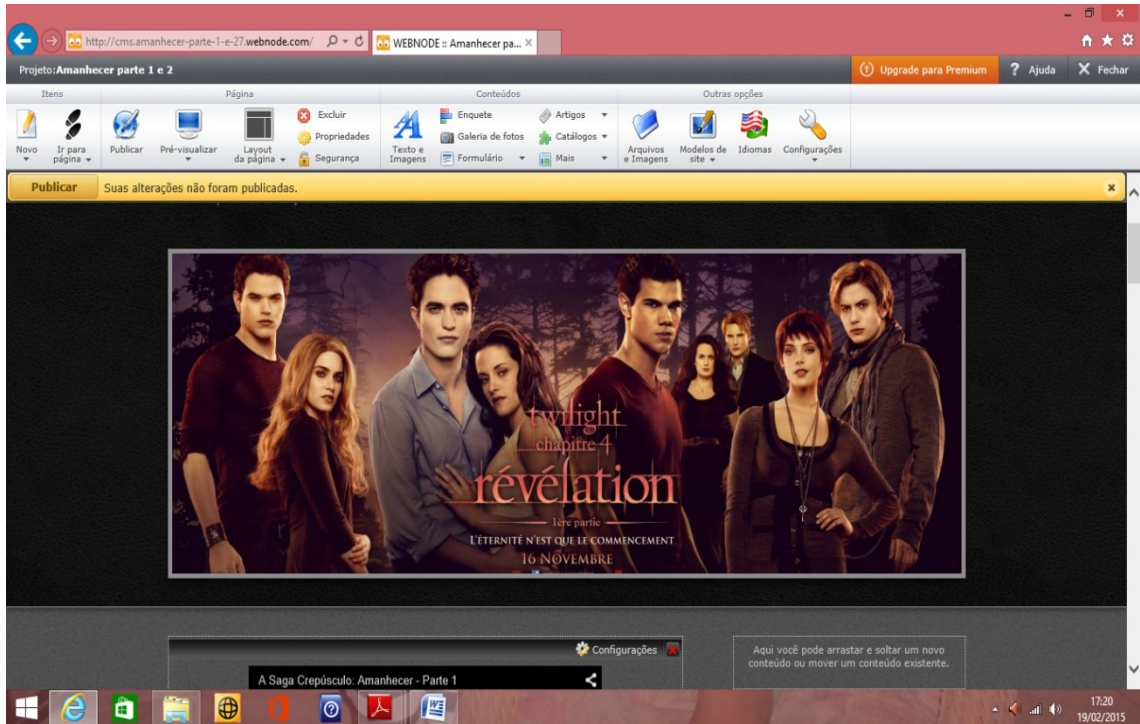 http://cms.amanhecer-parte-1-e-27.webnode.com/
WEBNODE :: Amanhecer pa...
Projeto:Amanhecer parte 1 e 2
Upgrade para Premium
? Ajuda
X Fechar
Itens
Página
Conteúdos
Outras opções
Novo
Ir para
página
Publicar
Pré-visualizar
Layout
da página
Excluir
Propriedades
Segurança
Texto e
Imagens
Enquete
Galeria de fotos
Formulário
Artigos
Catálogos
Mais
Arquivos
e Imagens
Modelos de
site
Idiomas
Configurações
Publicar
Suas alterações não foram publicadas.
twilight
chapitre 4
révélation
1ère partie
L'ÉTERNITÉ N'EST QUE LE COMMENCEMENT
16 NOVEMBRE
Configurações
A Saga Crepúsculo: Amanhecer - Parte 1
Aqui você pode arrastar e soltar um novo
conteúdo ou mover um conteúdo existente.
17:20
19/02/2015